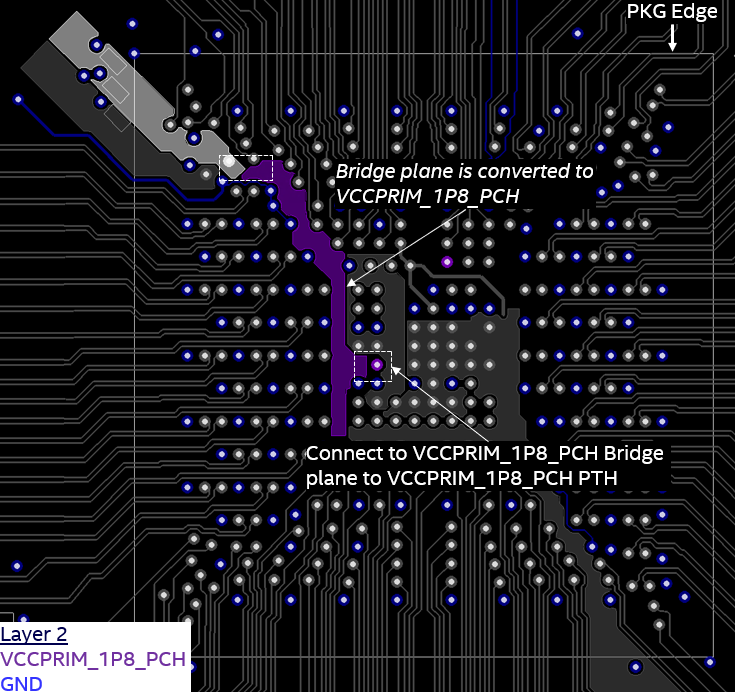 PKG Edge
Bridge plane is converted to
VCCPRIM_1P8_PCH
Connect to VCCPRIM_1P8_PCH Bridge
plane to VCCPRIM_1P8_PCH PTH
Layer 2
VCCPRIM_1P8_PCH
GND